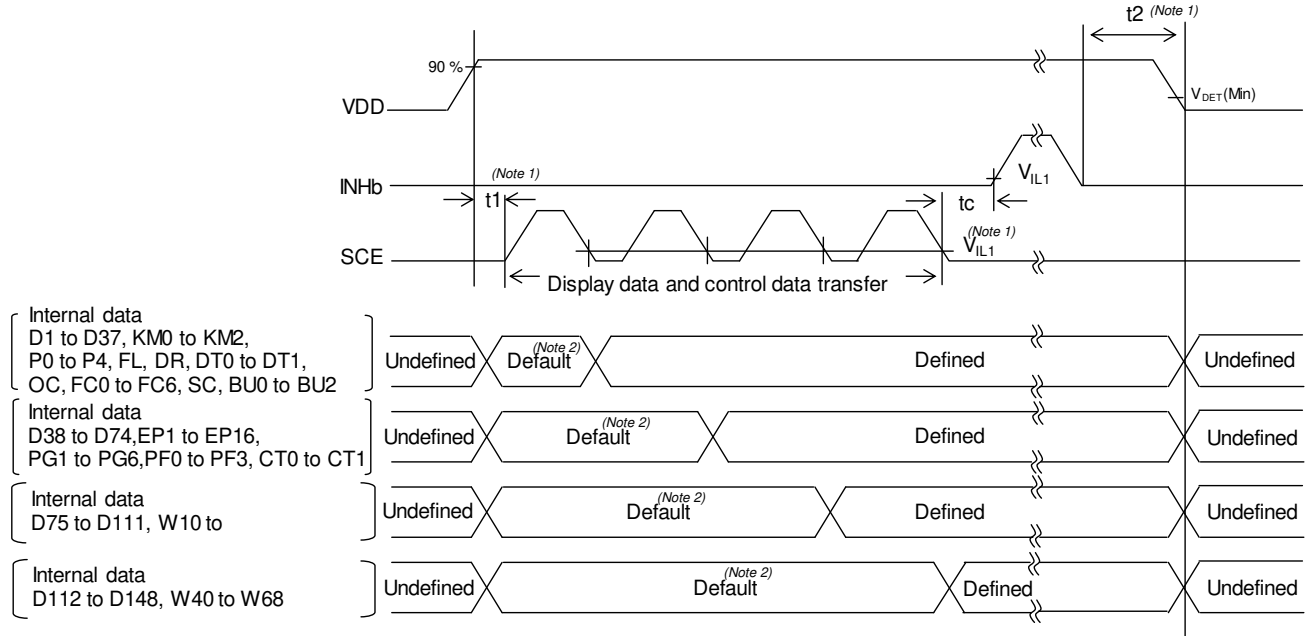 t2 (Note 1)
90 %
VDD
VDET(Min)
INHb
(Note 1)
t1
VIL1
tc
(Note 1)
VIL1
SCE
Display data and control data transfer
Internal data
D1 to D37, KM0 to KM2,
P0 to P4, FL, DR, DT0 to DT1,
OC, FC0 to FC6, SC, BU0 to BU2
Undefined
Default (Note 2)
Defined
Undefined
Internal data
D38 to D74,EP1 to EP16,
PG1 to PG6,PF0 to PF3, CT0 to CT1
Undefined
Default (Note 2)
Defined
Undefined
Internal data
D75 to D111, W10 to
Undefined
Default (Note 2)
Defined
Undefined
Internal data
D112 to D148, W40 to W68
Undefined
Default (Note 2)
Defined
Undefined